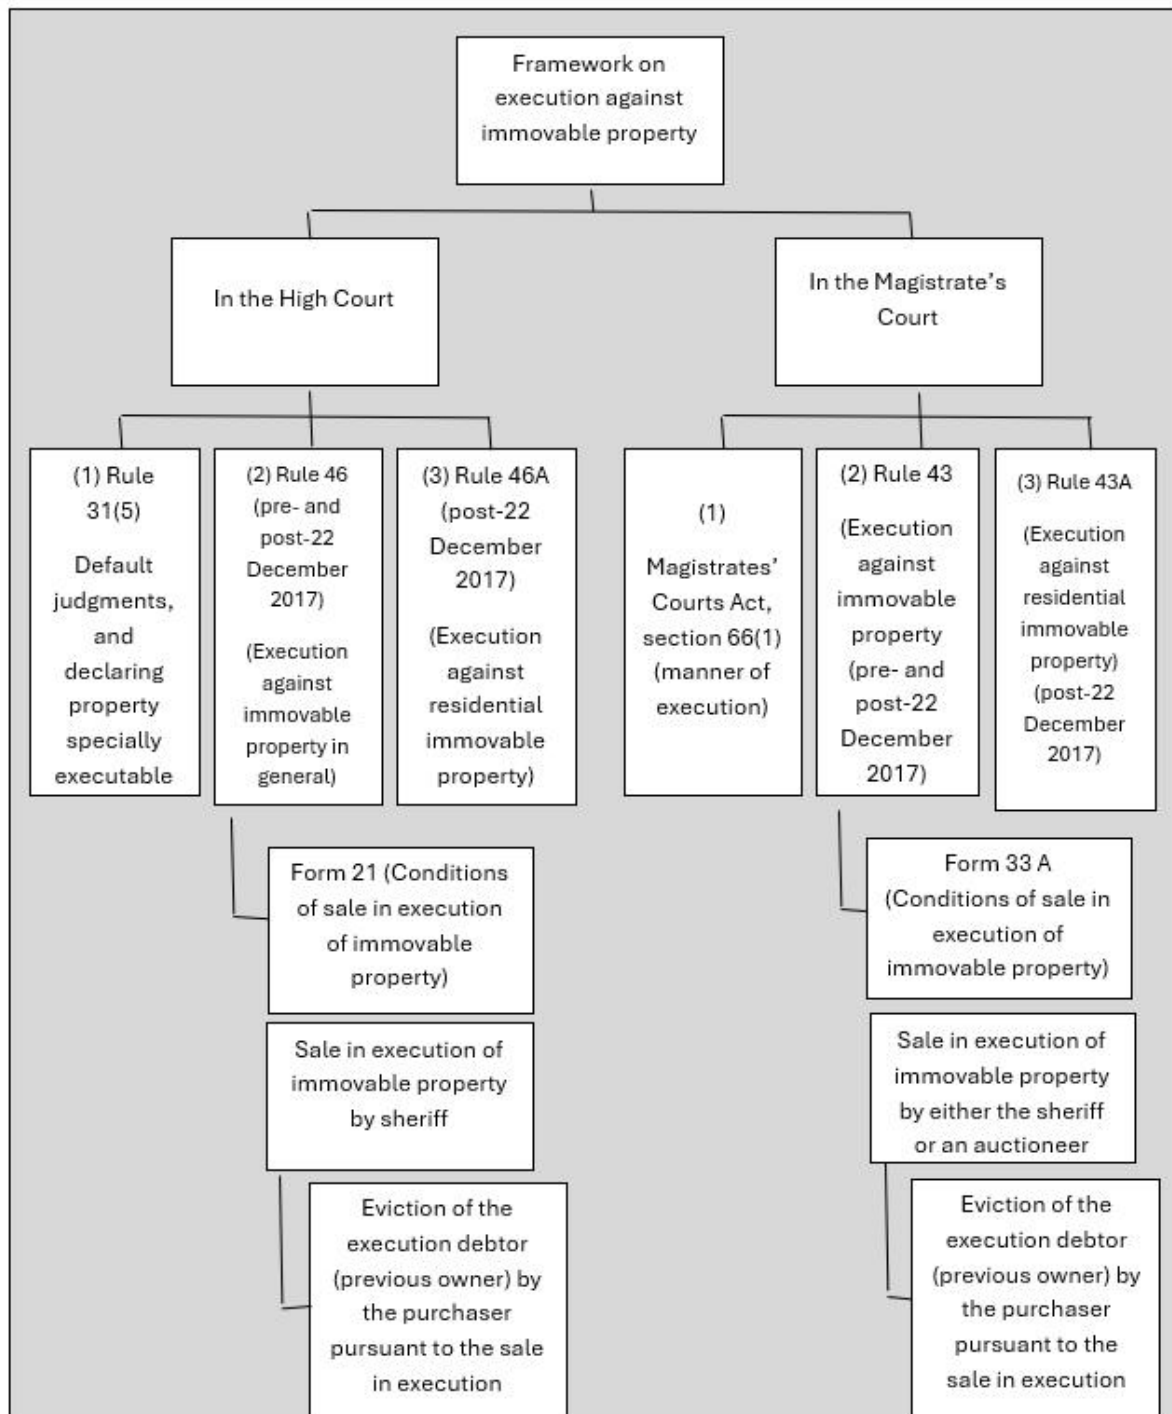 Framework on
execution against
immovable property
In the High Court
In the Magistrate's
Court
(1) Rule
31(5)
Default
judgments,
and
declaring
property
specially
executable
(2) Rule 46
(pre- and
post-22
December
2017)
(Execution
against
immovable
property in
general)
(3) Rule 46A
(post-22
December
2017)
(Execution
against
residential
immovable
property)
(1)
Magistrates'
Courts Act,
section 66(1)
(manner of
execution)
(2) Rule 43
(Execution
against
immovable
property
(pre- and
post-22
December
2017)
(3) Rule 43A
(Execution
against
residential
immovable
property)
(post-22
December
2017)
Form 21 (Conditions
of sale in execution
of immovable
property)
Sale in execution of
immovable property
by sheriff
Eviction of the
execution debtor
(previous owner) by
the purchaser
pursuant to the sale
in execution
Form 33 A
(Conditions of sale in
execution of
immovable property)
Sale in execution of
immovable property
by either the sheriff
or an auctioneer
Eviction of the
execution debtor
(previous owner) by
the purchaser
pursuant to the
sale in execution